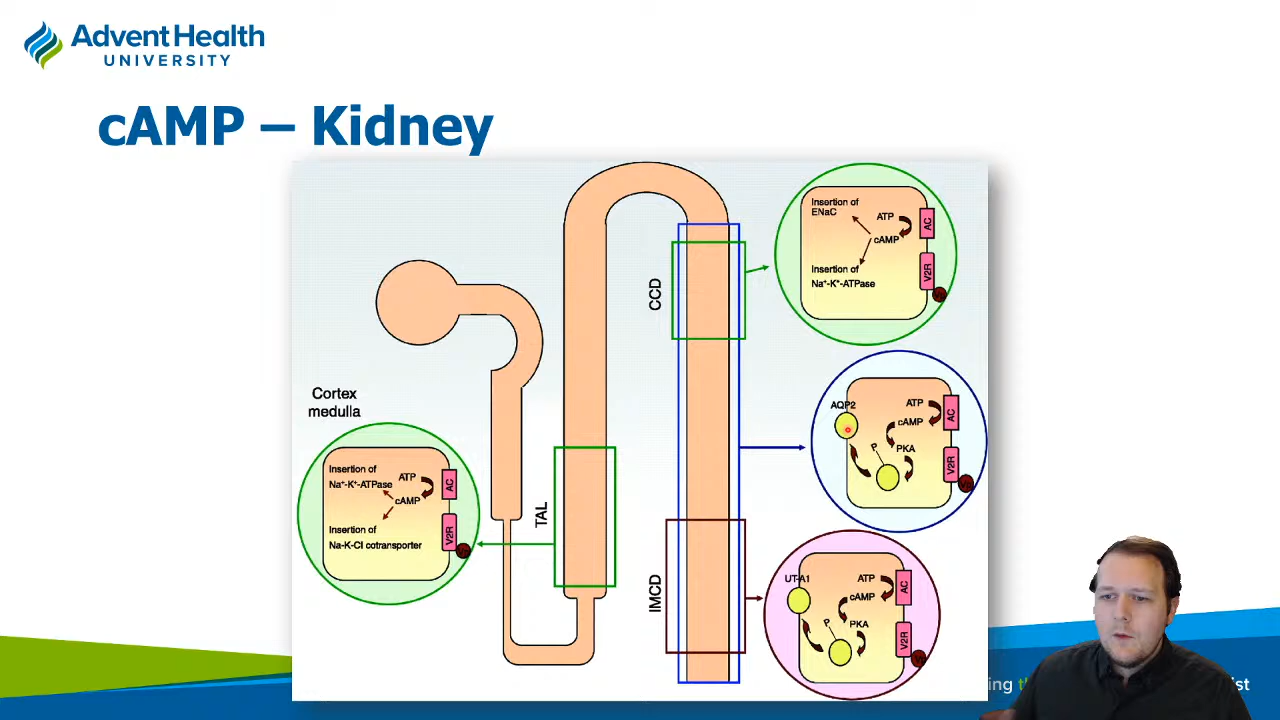 AdventHealth
UNIVERSITY
cAMP – Kidney
Cortex
medulla
Insertion of
Na⁺-K⁺-ATPase
Insertion of
Na-K-Cl cotransporter
ATP
cAMP
AC
V2R
TAL
CCD
IMCD
Insertion of
ENaC
Insertion of
Na⁺-K⁺-ATPase
ATP
cAMP
AC
V2R
AQP2
ATP
cAMP
PKA
P
AC
V2R
UT-A1
ATP
cAMP
PKA
P
AC
V2R